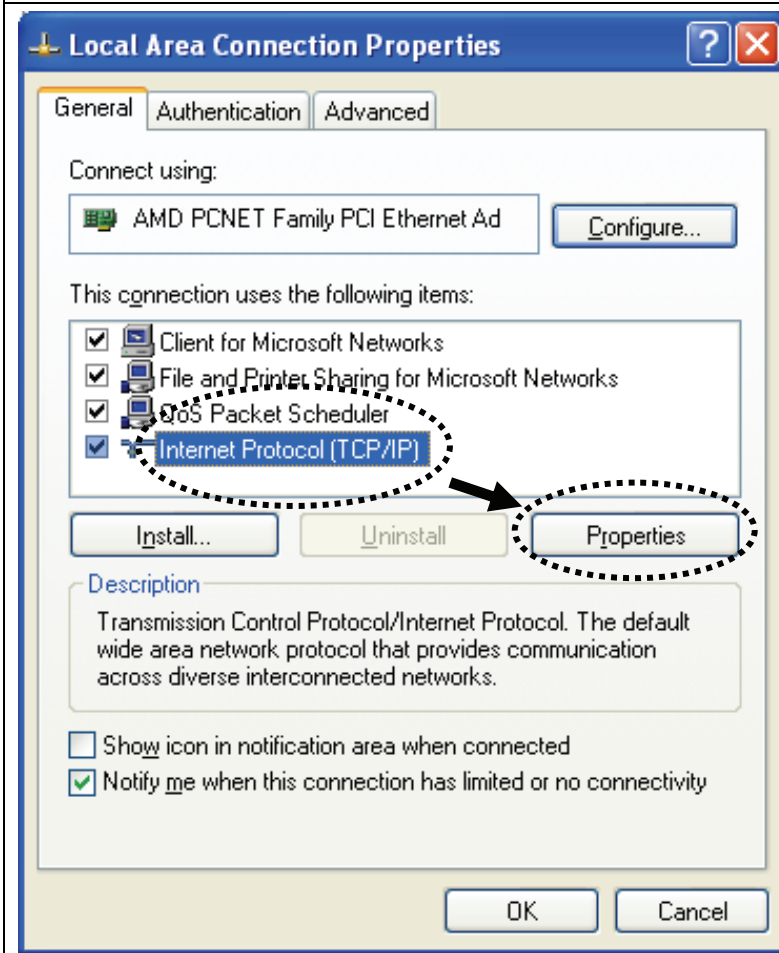 Local Area Connection Properties
General Authentication Advanced
Connect using:
AMD PCNET Family PCI Ethernet Ad Configure...
This connection uses the following items:
Client for Microsoft Networks
File and Printer Sharing for Microsoft Networks
QoS Packet Scheduler
Internet Protocol (TCP/IP)
Install... Uninstall Properties
Description
Transmission Control Protocol/Internet Protocol. The default
wide area network protocol that provides communication
across diverse interconnected networks.
Show icon in notification area when connected
Notify me when this connection has limited or no connectivity
OK Cancel